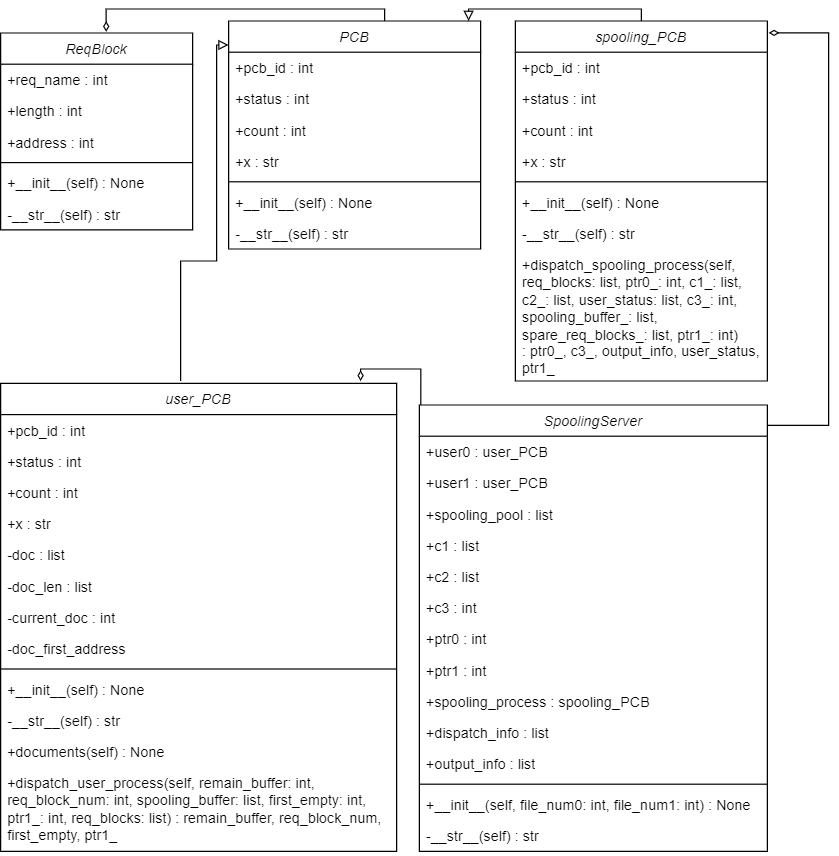 ReqBlock
+req_name : int
+length : int
+address : int
+__init__(self) : None
-__str__(self) : str
PCB
+pcb_id : int
+status : int
+count : int
+x : str
+__init__(self) : None
-__str__(self) : str
spooling_PCB
+pcb_id : int
+status : int
+count : int
+x : str
+__init__(self) : None
-__str__(self) : str
+dispatch_spooling_process(self,
req_blocks: list, ptr0_: int, c1_: list,
c2_: list, user_status: list, c3_: int,
spooling_buffer_: list,
spare_req_blocks_: list, ptr1_: int)
: ptr0_, c3_, output_info, user_status,
ptr1_
user_PCB
+pcb_id : int
+status : int
+count : int
+x : str
-doc : list
-doc_len : list
-current_doc : int
-doc_first_address
+__init__(self) : None
-__str__(self) : str
+documents(self) : None
+dispatch_user_process(self, remain_buffer: int,
req_block_num: int, spooling_buffer: list, first_empty: int,
ptr1_: int, req_blocks: list) : remain_buffer, req_block_num,
first_empty, ptr1_
SpoolingServer
+user0 : user_PCB
+user1 : user_PCB
+spooling_pool : list
+c1 : list
+c2 : list
+c3 : int
+ptr0 : int
+ptr1 : int
+spooling_process : spooling_PCB
+dispatch_info : list
+output_info : list
+__init__(self, file_num0: int, file_num1: int) : None
-__str__(self) : str